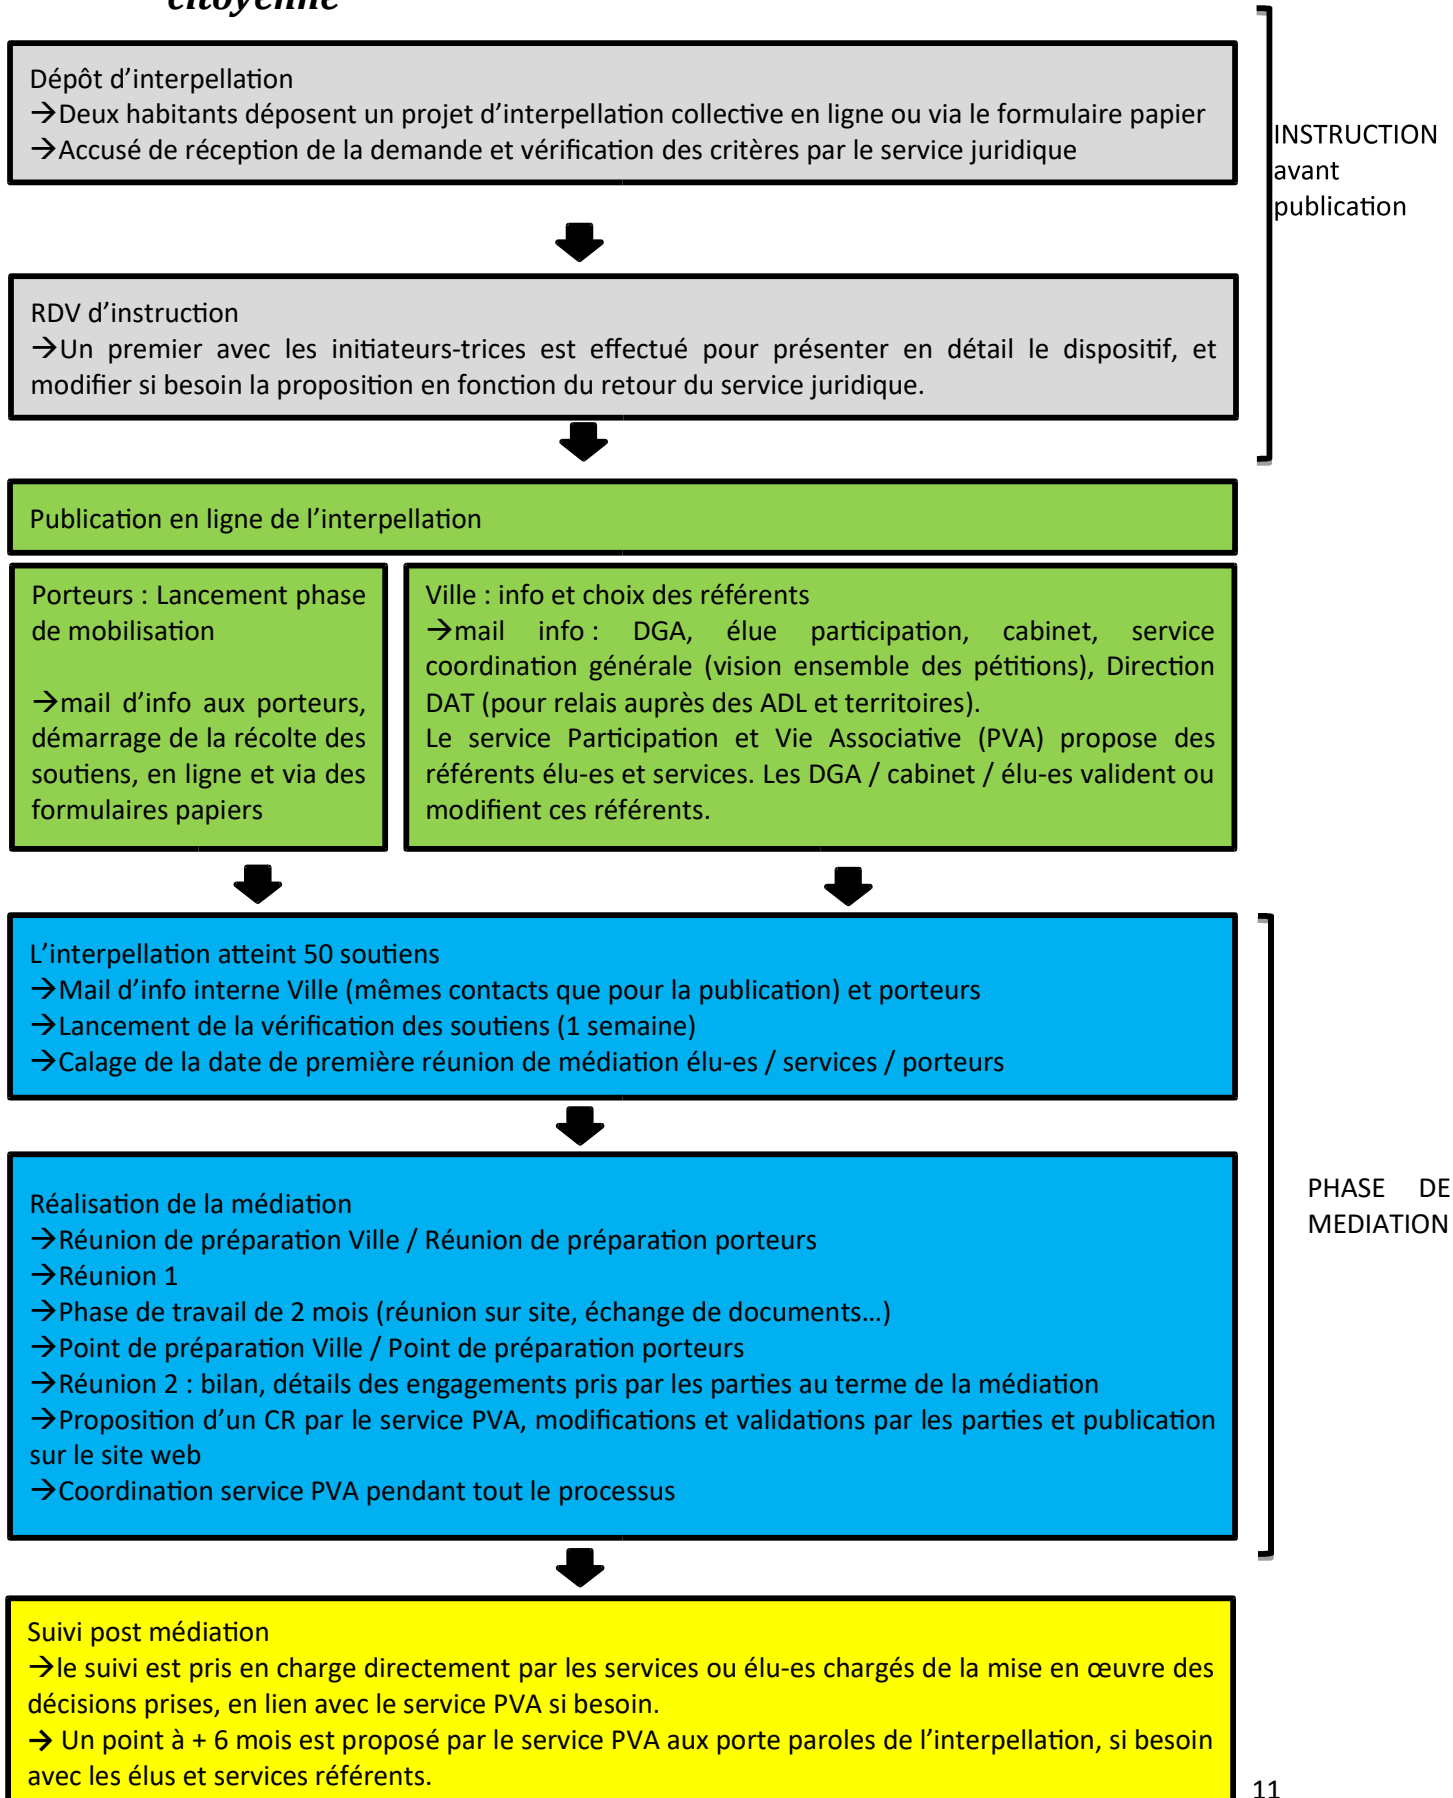 citoyenne
Dépôt d’interpellation
→Deux habitants déposent un projet d’interpellation collective en ligne ou via le formulaire papier
→Accusé de réception de la demande et vérification des critères par le service juridique
INSTRUCTION
avant
publication
RDV d’instruction
→Un premier avec les initiateurs-trices est effectué pour présenter en détail le dispositif, et
modifier si besoin la proposition en fonction du retour du service juridique.
Publication en ligne de l’interpellation
Porteurs : Lancement phase
de mobilisation
→mail d’info aux porteurs,
démarrage de la récolte des
soutiens, en ligne et via des
formulaires papiers
Ville : info et choix des référents
→mail info : DGA, élue participation, cabinet, service
coordination générale (vision ensemble des pétitions), Direction
DAT (pour relais auprès des ADL et territoires).
Le service Participation et Vie Associative (PVA) propose des
référents élu-es et services. Les DGA / cabinet / élu-es valident ou
modifient ces référents.
L’interpellation atteint 50 soutiens
→Mail d’info interne Ville (mêmes contacts que pour la publication) et porteurs
→Lancement de la vérification des soutiens (1 semaine)
→Calage de la date de première réunion de médiation élu-es / services / porteurs
Réalisation de la médiation
→Réunion de préparation Ville / Réunion de préparation porteurs
→Réunion 1
→Phase de travail de 2 mois (réunion sur site, échange de documents…)
→Point de préparation Ville / Point de préparation porteurs
→Réunion 2 : bilan, détails des engagements pris par les parties au terme de la médiation
→Proposition d’un CR par le service PVA, modifications et validations par les parties et publication
sur le site web
→Coordination service PVA pendant tout le processus
PHASE DE
MEDIATION
Suivi post médiation
→le suivi est pris en charge directement par les services ou élu-es chargés de la mise en œuvre des
décisions prises, en lien avec le service PVA si besoin.
→ Un point à + 6 mois est proposé par le service PVA aux porte paroles de l’interpellation, si besoin
avec les élus et services référents.
11